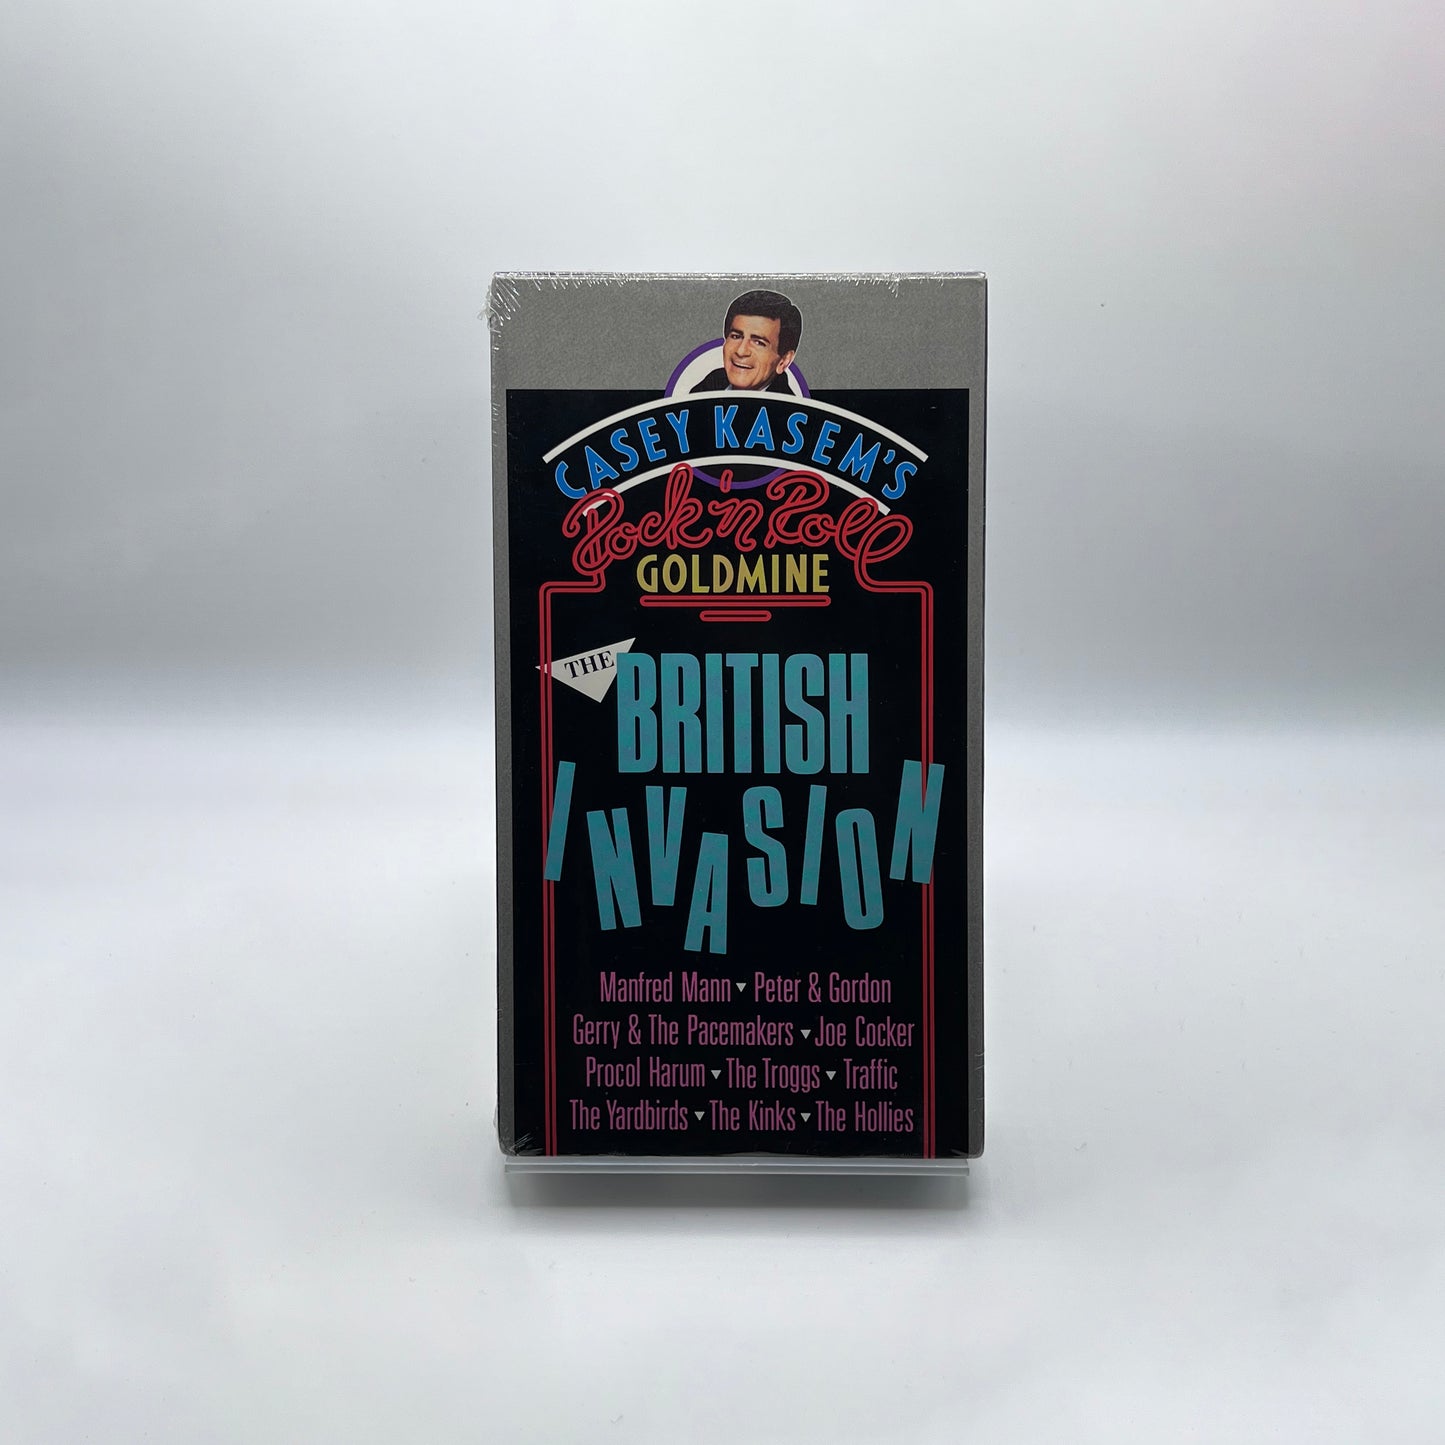 CASEY KASEM'S
Rock 'n Roll
GOLDMINE
THE
BRITISH
INVASION
Manfred Mann ▾ Peter & Gordon
Gerry & The Pacemakers ▾ Joe Cocker
Procol Harum ▾ The Troggs ▾ Traffic
The Yardbirds ▾ The Kinks ▾ The Hollies